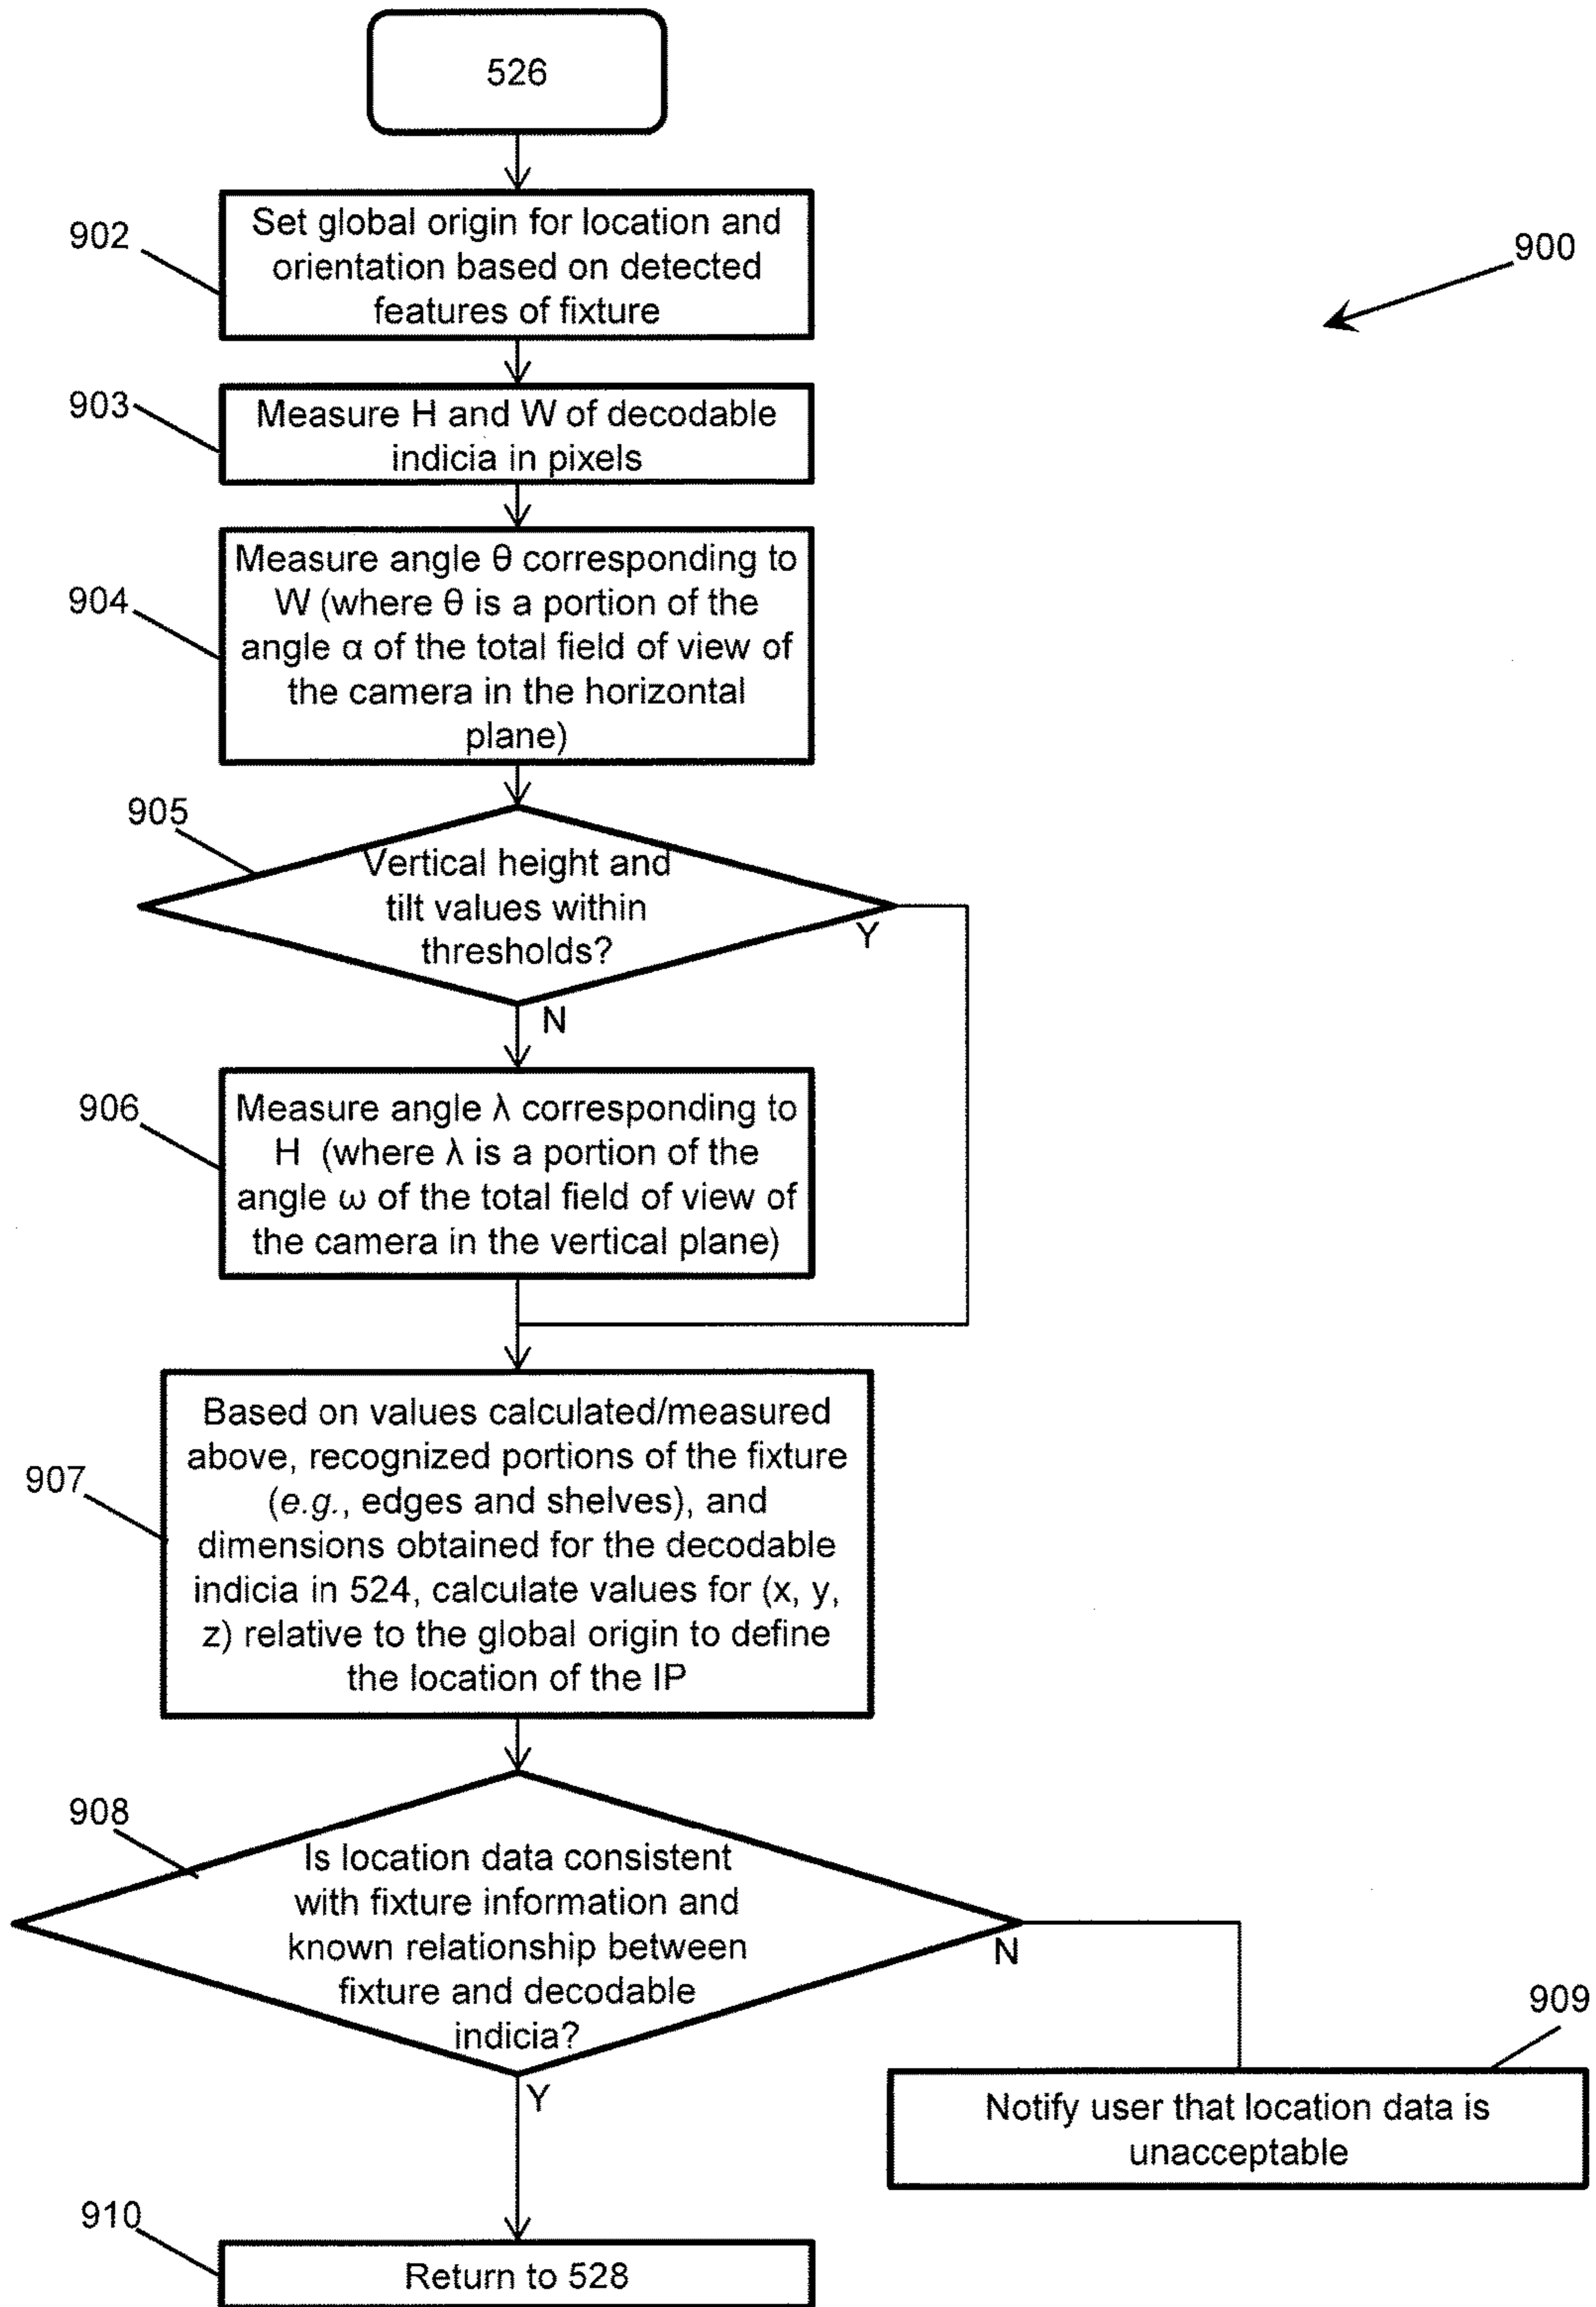 526
902
Set global origin for location and
orientation based on detected
features of fixture
900
903
Measure H and W of decodable
indicia in pixels
904
Measure angle θ corresponding to
W (where θ is a portion of the
angle α of the total field of view of
the camera in the horizontal
plane)
905
Vertical height and
tilt values within
thresholds?
Y
N
906
Measure angle λ corresponding to
H (where λ is a portion of the
angle ω of the total field of view of
the camera in the vertical plane)
907
Based on values calculated/measured
above, recognized portions of the fixture
(e.g., edges and shelves), and
dimensions obtained for the decodable
indicia in 524, calculate values for (x, y,
z) relative to the global origin to define
the location of the IP
908
Is location data consistent
with fixture information and
known relationship between
fixture and decodable
indicia?
N
Y
909
Notify user that location data is
unacceptable
910
Return to 528